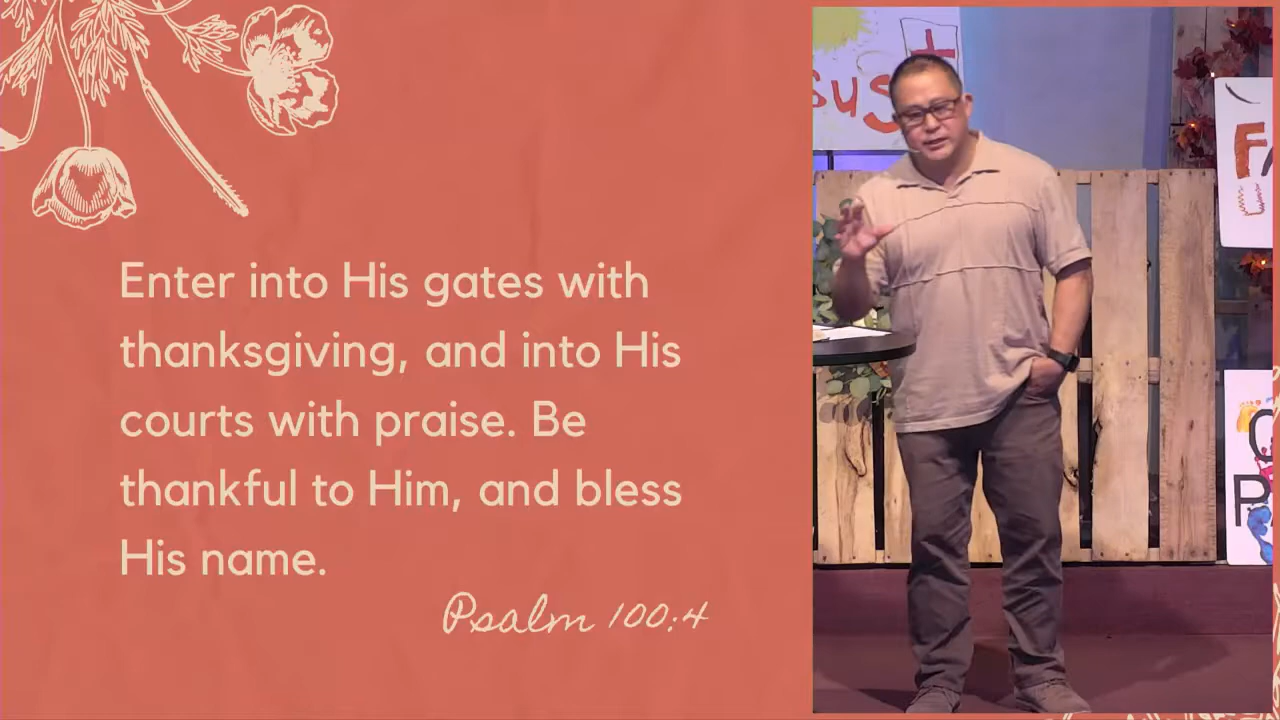 Enter into His gates with
thanksgiving, and into His
courts with praise. Be
thankful to Him, and bless
His name.
Psalm 100:4
sus